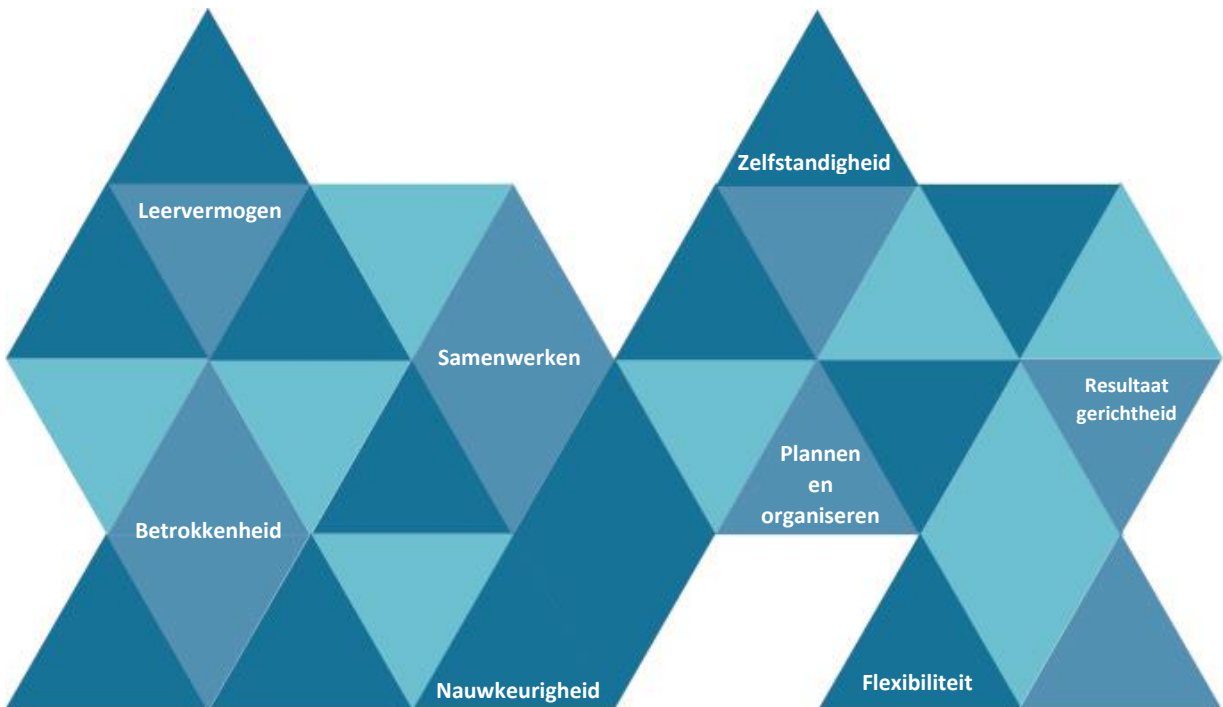 Zelfstandigheid
Leervermogen
Samenwerken
Resultaat
gerichtheid
Plannen
en
organiseren
Betrokkenheid
Nauwkeurigheid
Flexibiliteit